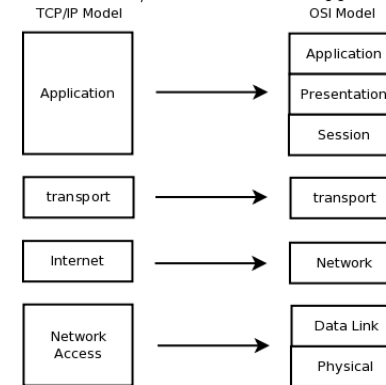 TCP/IP Model
OSI Model
Application
Application
Presentation
Session
transport
transport
Internet
Network
Network
Access
Data Link
Physical